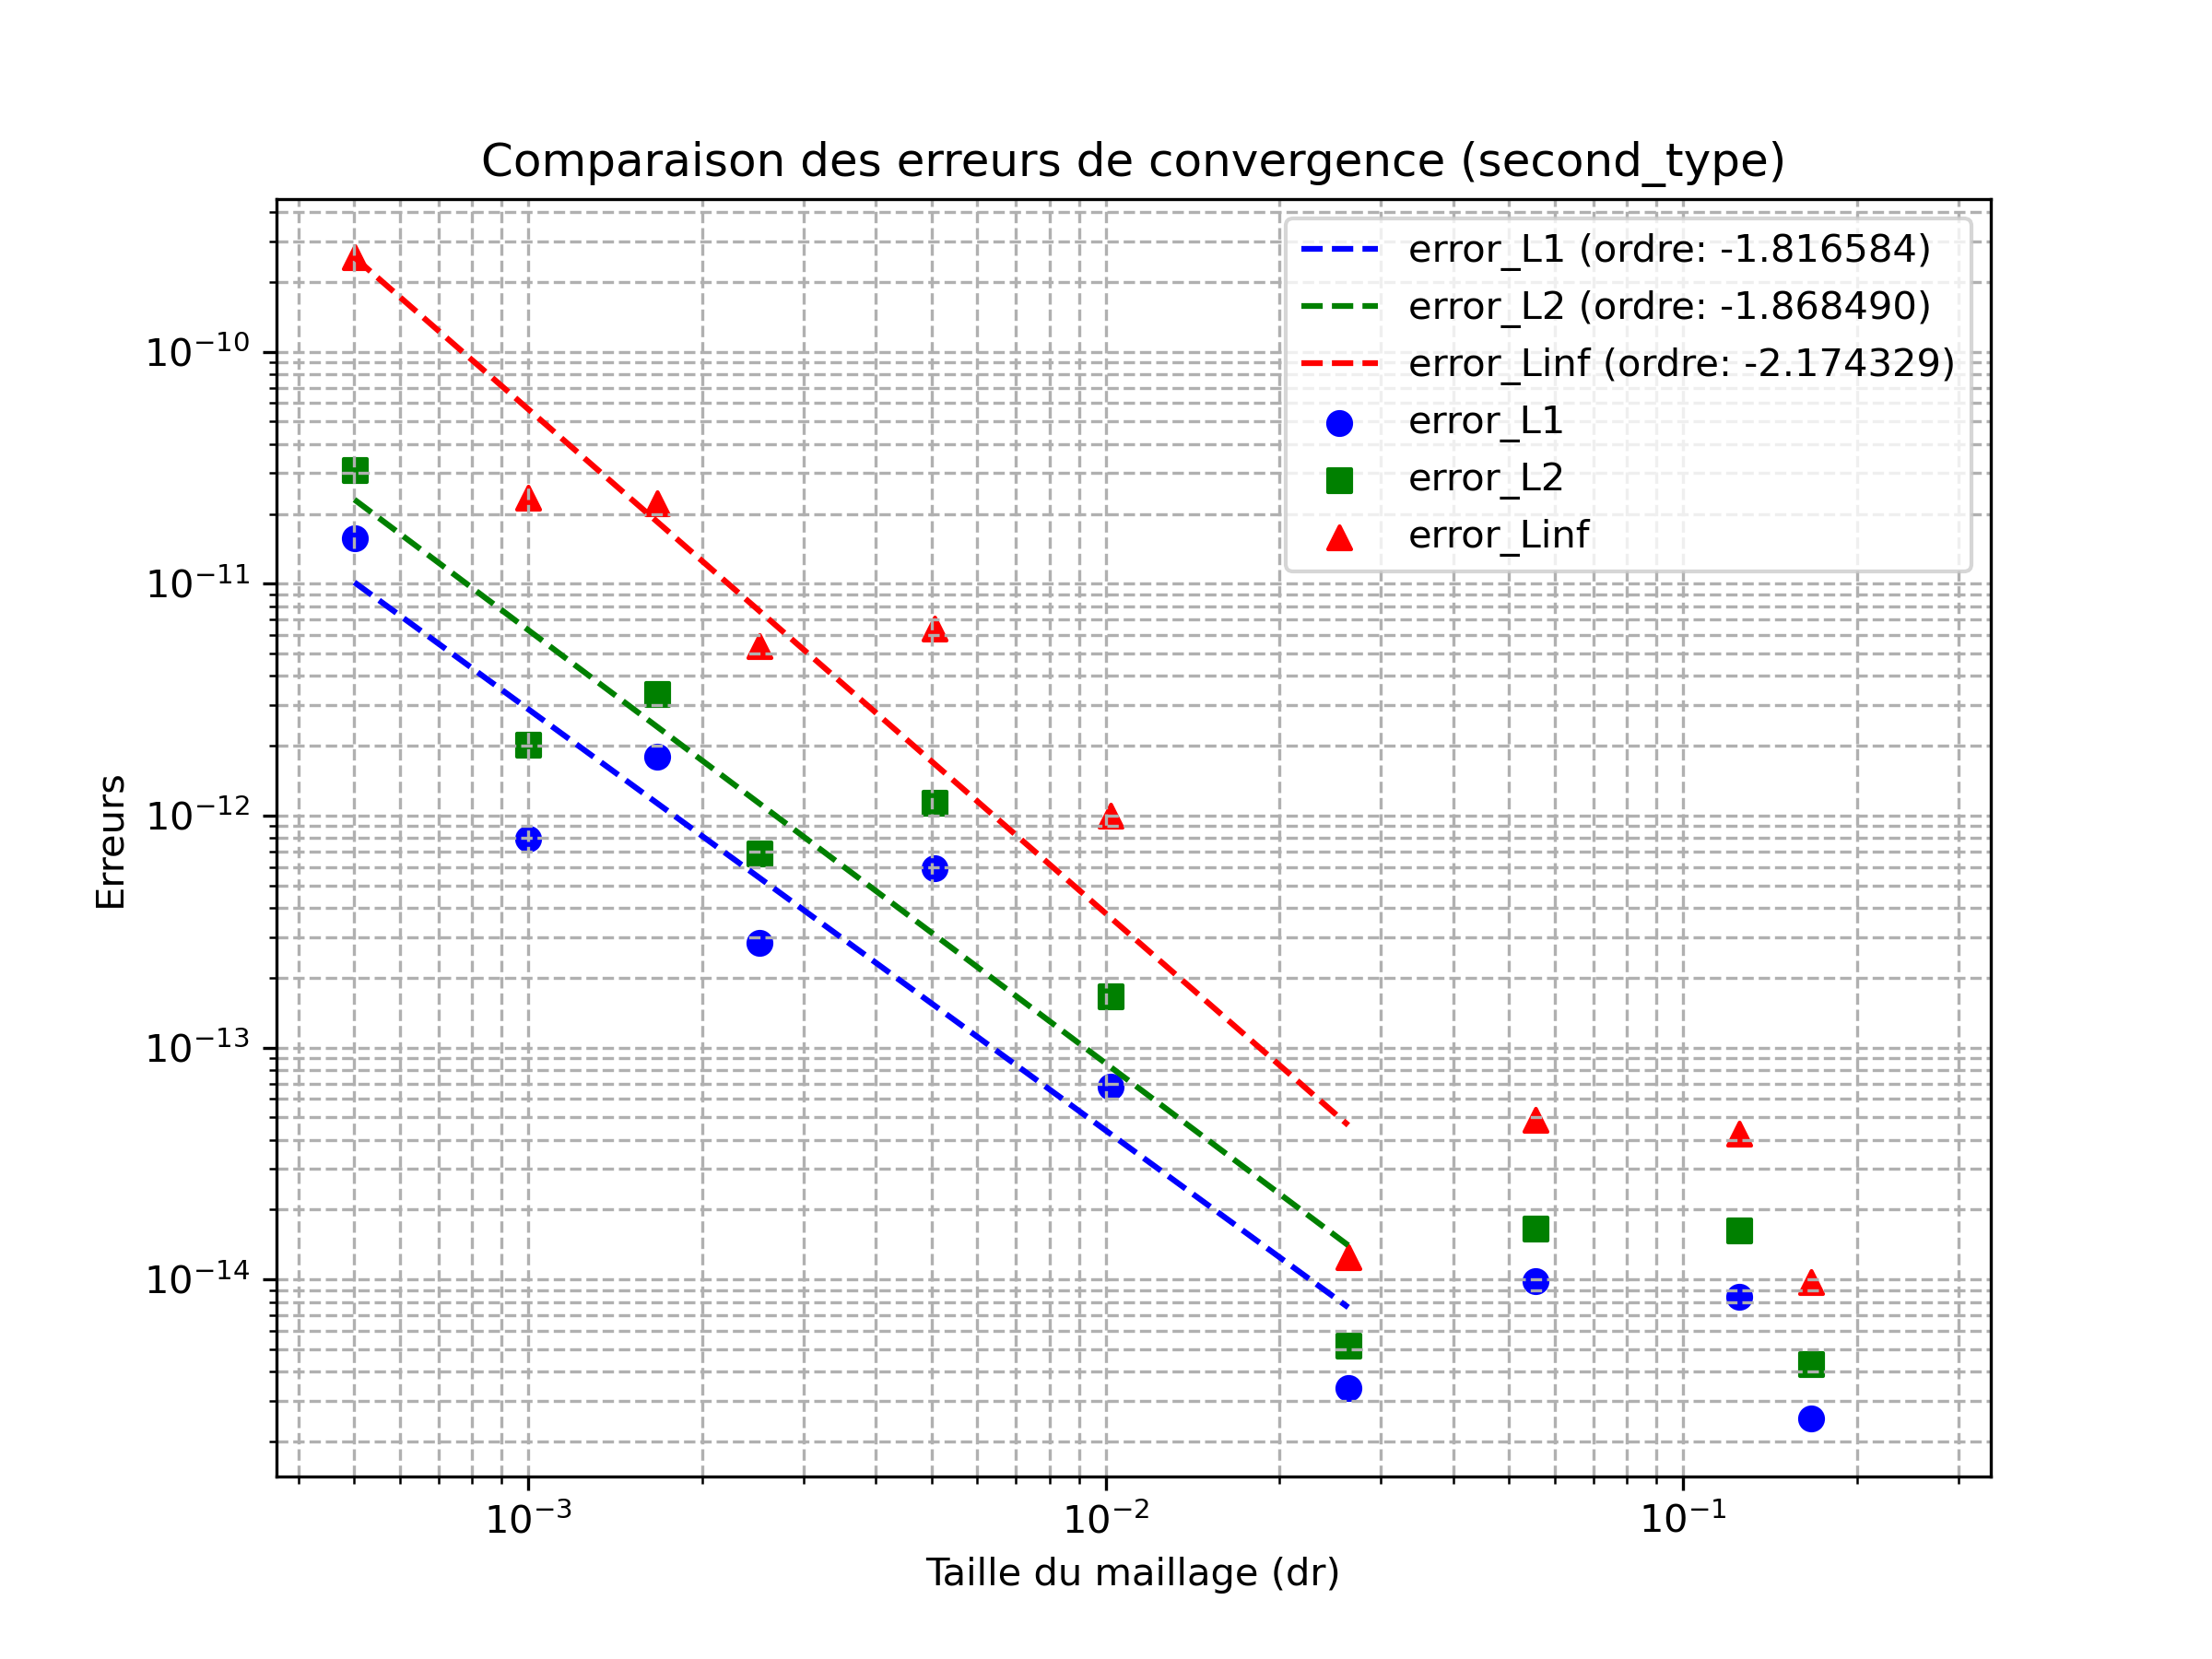 Comparaison des erreurs de convergence (second_type)
error_L1 (ordre: -1.816584)
error_L2 (ordre: -1.868490)
error_Linf (ordre: -2.174329)
error_L1
error_L2
error_Linf
Erreurs
10⁻¹⁰
10⁻¹¹
10⁻¹²
10⁻¹³
10⁻¹⁴
10⁻³ 10⁻² 10⁻¹
Taille du maillage (dr)